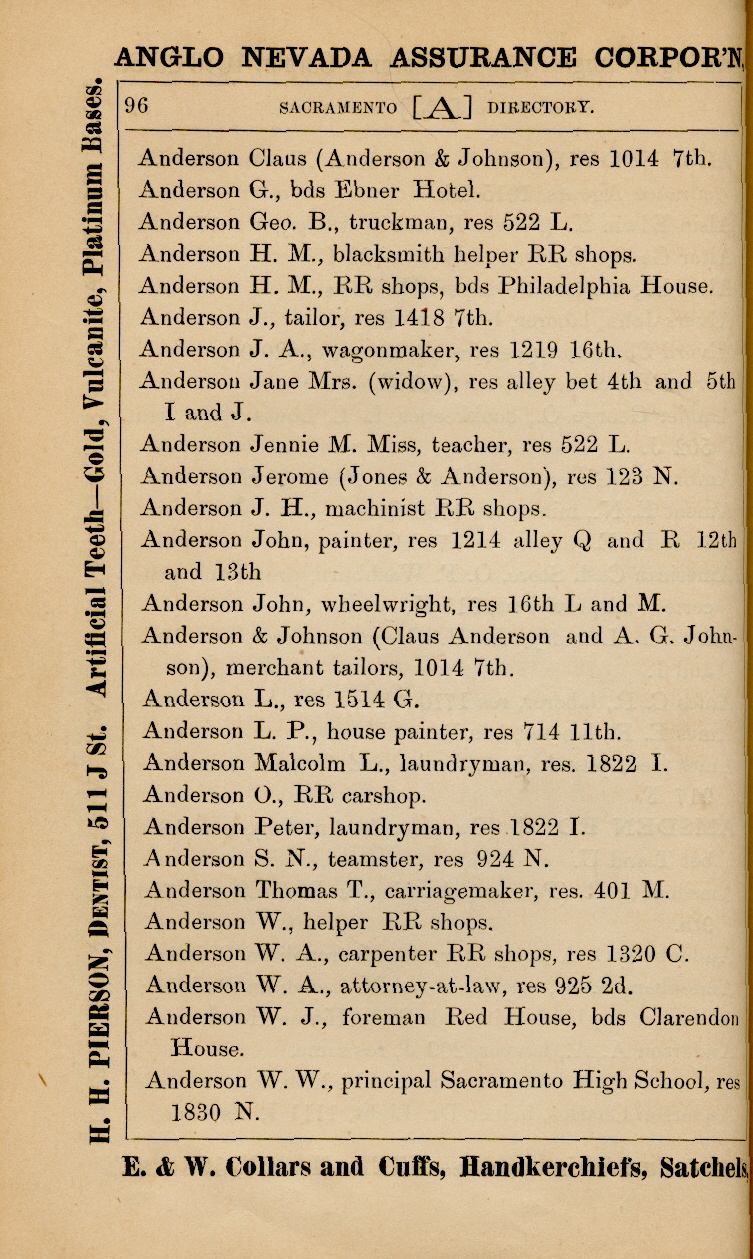 ANGLO NEVADA ASSURANCE CORPOR'N,
96 SACRAMENTO [A] DIRECTORY.
Anderson Claus (Anderson & Johnson), res 1014 7th.
Anderson G., bds Ebner Hotel.
Anderson Geo. B., truckman, res 522 L.
Anderson H. M., blacksmith helper RR shops.
Anderson H. M., RR shops, bds Philadelphia House.
Anderson J., tailor, res 1418 7th.
Anderson J. A., wagonmaker, res 1219 16th.
Anderson Jane Mrs. (widow), res alley bet 4th and 5th
I and J.
Anderson Jennie M. Miss, teacher, res 522 L.
Anderson Jerome (Jones & Anderson), res 123 N.
Anderson J. H., machinist RR shops.
Anderson John, painter, res 1214 alley Q and R 12th
and 13th
Anderson John, wheelwright, res 16th L and M.
Anderson & Johnson (Claus Anderson and A. G. John-
son), merchant tailors, 1014 7th.
Anderson L., res 1514 G.
Anderson L. P., house painter, res 714 11th.
Anderson Malcolm L., laundryman, res. 1822 I.
Anderson O., RR carshop.
Anderson Peter, laundryman, res 1822 I.
Anderson S. N., teamster, res 924 N.
Anderson Thomas T., carriagemaker, res. 401 M.
Anderson W., helper RR shops.
Anderson W. A., carpenter RR shops, res 1320 C.
Anderson W. A., attorney-at-law, res 925 2d.
Anderson W. J., foreman Red House, bds Clarendon
House.
Anderson W. W., principal Sacramento High School, res
1830 N.
E. & W. Collars and Cuffs, Handkerchiefs, Satchels,
H. H. PIERSON, DENTIST, 511 J St. Artificial Teeth—Gold, Vulcanite, Platinum Bases.